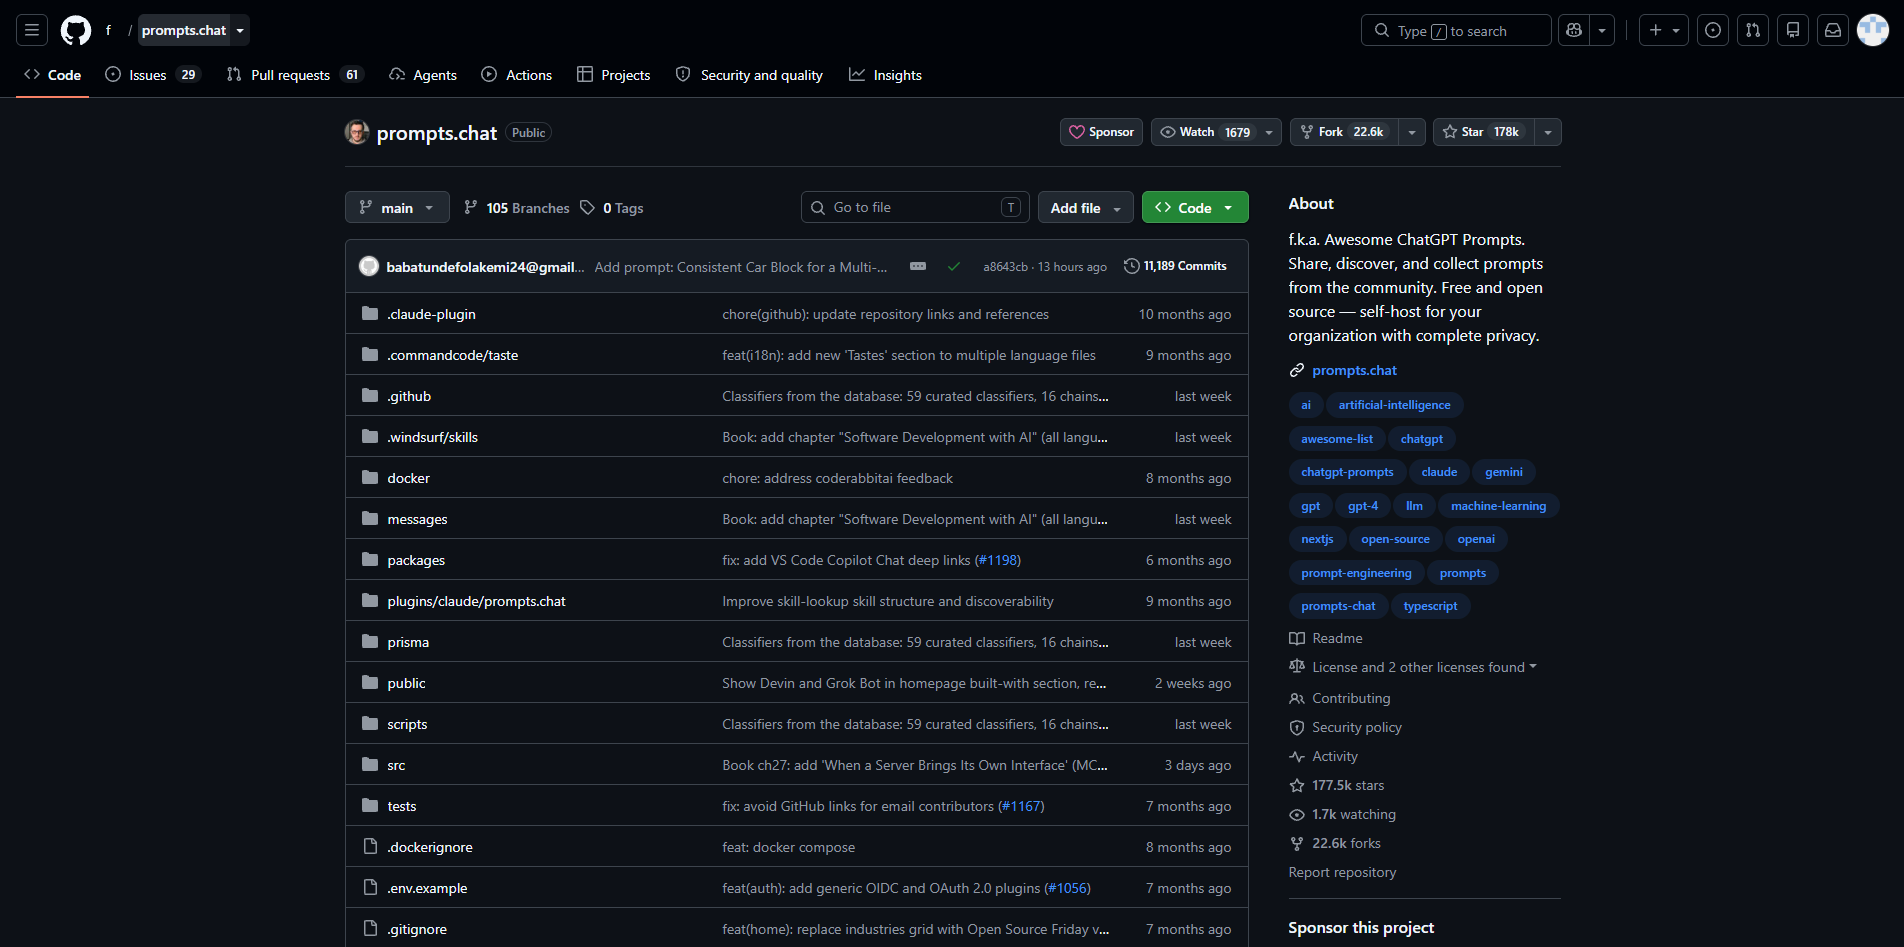 f / prompts.chat
Type / to search
Code
Issues 29
Pull requests 61
Agents
Actions
Projects
Security and quality
Insights
prompts.chat Public
Sponsor
Watch 1679
Fork 22.6k
Star 178k
main
105 Branches
0 Tags
Go to file T
Add file
Code
babatundefolakemi24@gmail... Add prompt: Consistent Car Block for a Multi-... a8643cb · 13 hours ago 11,189 Commits
.claude-plugin chore(github): update repository links and references 10 months ago
.commandcode/taste feat(i18n): add new 'Tastes' section to multiple language files 9 months ago
.github Classifiers from the database: 59 curated classifiers, 16 chains... last week
.windsurf/skills Book: add chapter "Software Development with AI" (all langu... last week
docker chore: address coderabbitai feedback 8 months ago
messages Book: add chapter "Software Development with AI" (all langu... last week
packages fix: add VS Code Copilot Chat deep links (#1198) 6 months ago
plugins/claude/prompts.chat Improve skill-lookup skill structure and discoverability 9 months ago
prisma Classifiers from the database: 59 curated classifiers, 16 chains... last week
public Show Devin and Grok Bot in homepage built-with section, re... 2 weeks ago
scripts Classifiers from the database: 59 curated classifiers, 16 chains... last week
src Book ch27: add 'When a Server Brings Its Own Interface' (MC... 3 days ago
tests fix: avoid GitHub links for email contributors (#1167) 7 months ago
.dockerignore feat: docker compose 8 months ago
.env.example feat(auth): add generic OIDC and OAuth 2.0 plugins (#1056) 7 months ago
.gitignore feat(home): replace industries grid with Open Source Friday v... 7 months ago
About
f.k.a. Awesome ChatGPT Prompts.
Share, discover, and collect prompts
from the community. Free and open
source — self-host for your
organization with complete privacy.
prompts.chat
ai artificial-intelligence
awesome-list chatgpt
chatgpt-prompts claude gemini
gpt gpt-4 llm machine-learning
nextjs open-source openai
prompt-engineering prompts
prompts-chat typescript
Readme
License and 2 other licenses found
Contributing
Security policy
Activity
177.5k stars
1.7k watching
22.6k forks
Report repository
Sponsor this project